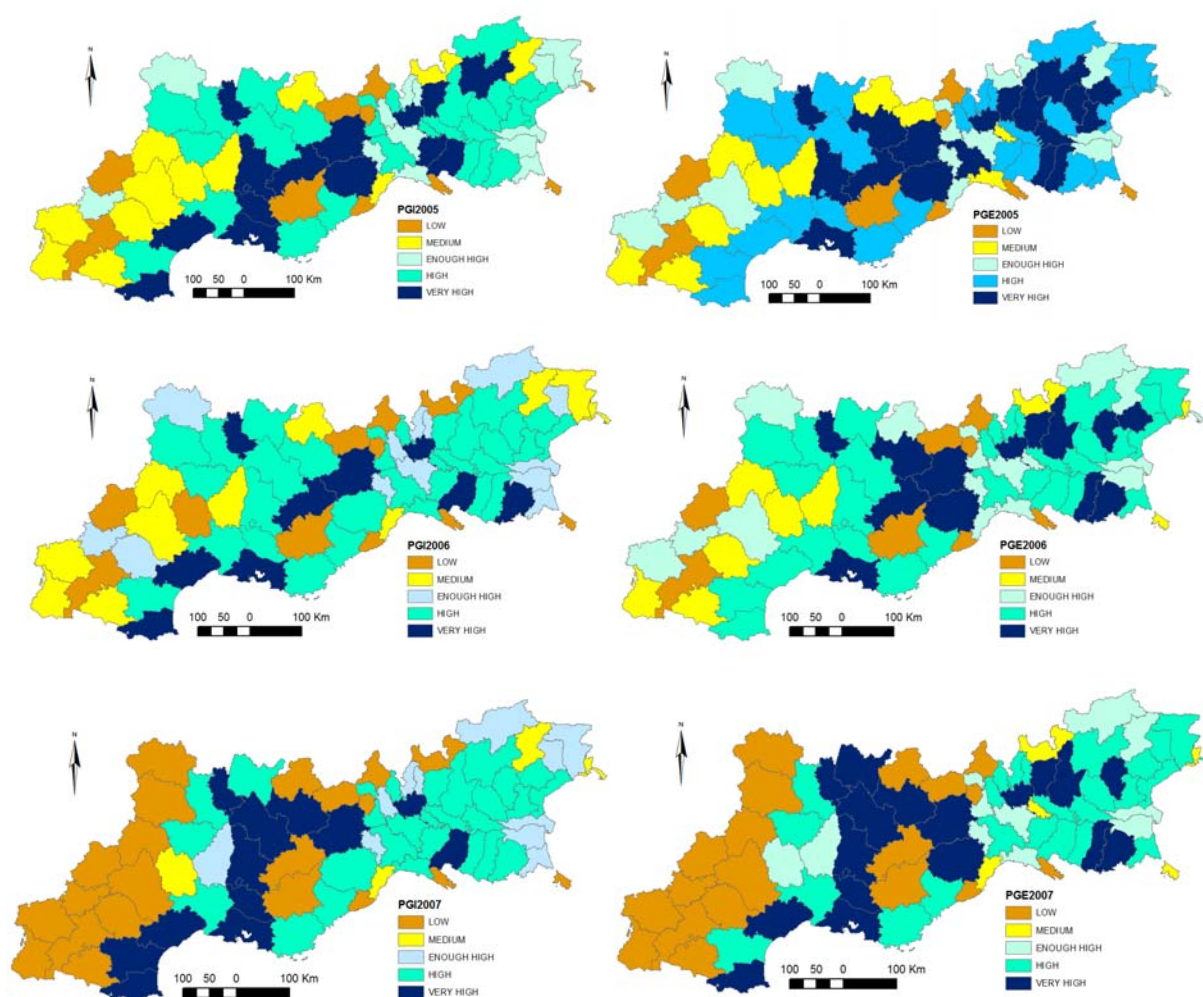 N
PGI2005
LOW
MEDIUM
ENOUGH HIGH
HIGH
VERY HIGH
100 50 0 100 Km
N
PGE2005
LOW
MEDIUM
ENOUGH HIGH
HIGH
VERY HIGH
100 50 0 100 Km
N
PGI2006
LOW
MEDIUM
ENOUGH HIGH
HIGH
VERY HIGH
100 50 0 100 Km
N
PGE2006
LOW
MEDIUM
ENOUGH HIGH
HIGH
VERY HIGH
100 50 0 100 Km
N
PGI2007
LOW
MEDIUM
ENOUGH HIGH
HIGH
VERY HIGH
100 50 0 100 Km
N
PGE2007
LOW
MEDIUM
ENOUGH HIGH
HIGH
VERY HIGH
100 50 0 100 Km